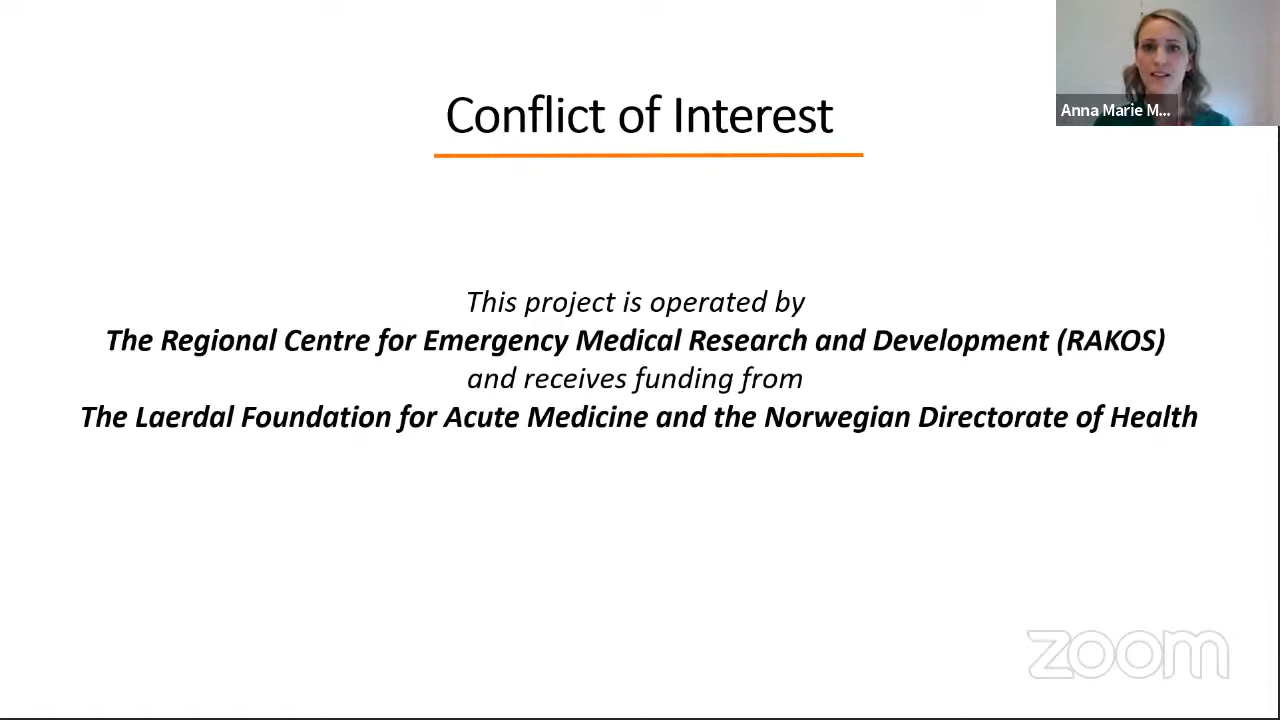 Conflict of Interest
Anna Marie M...
This project is operated by
The Regional Centre for Emergency Medical Research and Development (RAKOS)
and receives funding from
The Laerdal Foundation for Acute Medicine and the Norwegian Directorate of Health
zoom